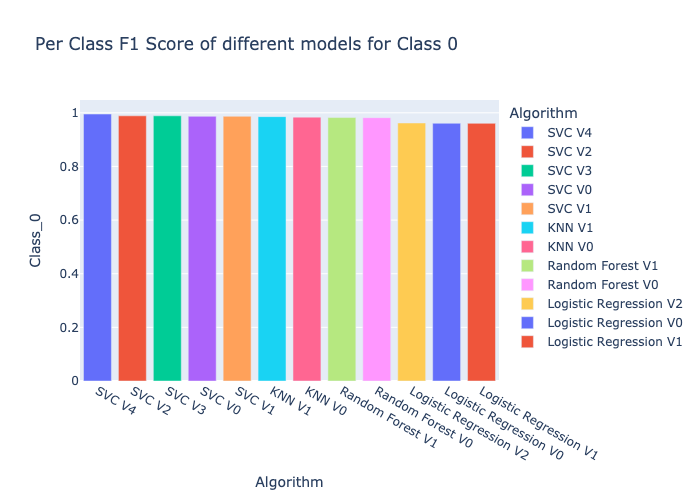 Per Class F1 Score of different models for Class 0
Algorithm
SVC V4
SVC V2
SVC V3
SVC V0
SVC V1
KNN V1
KNN V0
Random Forest V1
Random Forest V0
Logistic Regression V2
Logistic Regression V0
Logistic Regression V1
Class_0
1
0.8
0.6
0.4
0.2
0
SVC V4
SVC V2
SVC V3
SVC V0
SVC V1
KNN V1
KNN V0
Random Forest V1
Random Forest V0
Logistic Regression V2
Logistic Regression V0
Logistic Regression V1
Algorithm